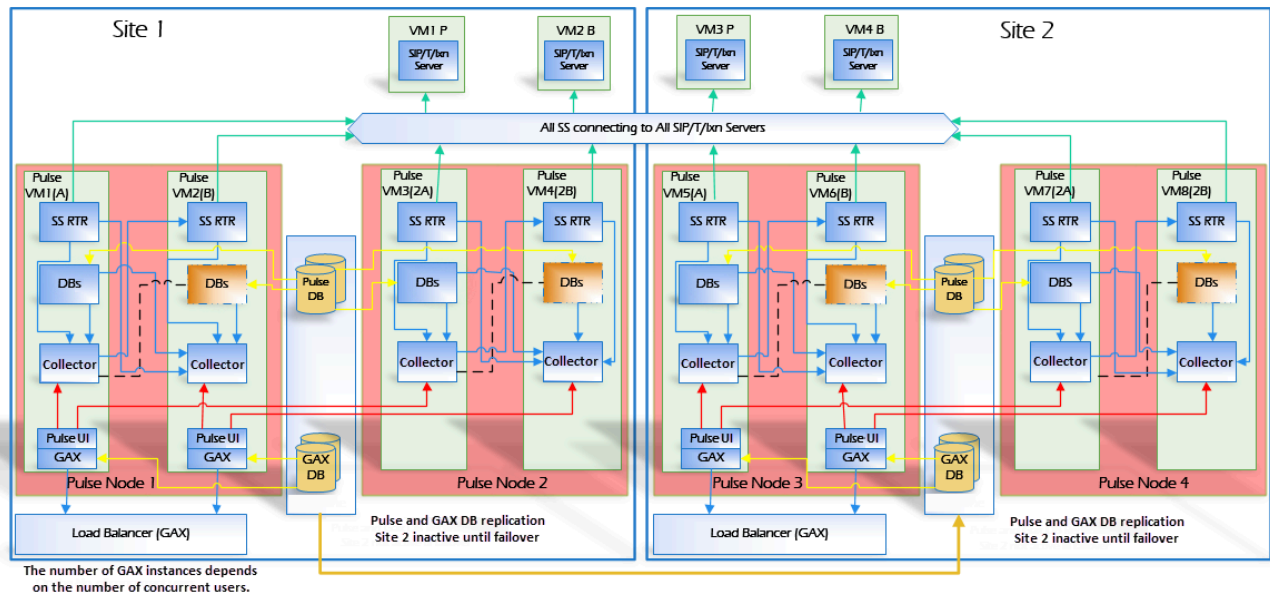 Site 1
VM1 P
SIP/T/Ixn
Server
VM2 B
SIP/T/Ixn
Server
VM3 P
SIP/T/Ixn
Server
VM4 B
SIP/T/Ixn
Server
Site 2
All SS connecting to All SIP/T/Ixn Servers
Pulse
VM1(A)
SS RTR
DBs
Collector
Pulse UI
GAX
Pulse
VM2(B)
SS RTR
DBs
Collector
Pulse UI
GAX
Pulse Node 1
Pulse
DB
GAX
DB
Pulse
VM3(2A)
SS RTR
DBs
Collector
Pulse
VM4(2B)
SS RTR
DBs
Collector
Pulse Node 2
Pulse
VM5(A)
SS RTR
DBs
Collector
Pulse UI
GAX
Pulse
VM6(B)
SS RTR
DBs
Collector
Pulse UI
GAX
Pulse Node 3
Pulse
DB
GAX
DB
Pulse
VM7(2A)
SS RTR
DBS
Collector
Pulse
VM8(2B)
SS RTR
DBs
Collector
Pulse Node 4
Load Balancer (GAX)
Pulse and GAX DB replication
Site 2 inactive until failover
Load Balancer (GAX)
Pulse and GAX DB replication
Site 2 inactive until failover
The number of GAX instances depends
on the number of concurrent users.